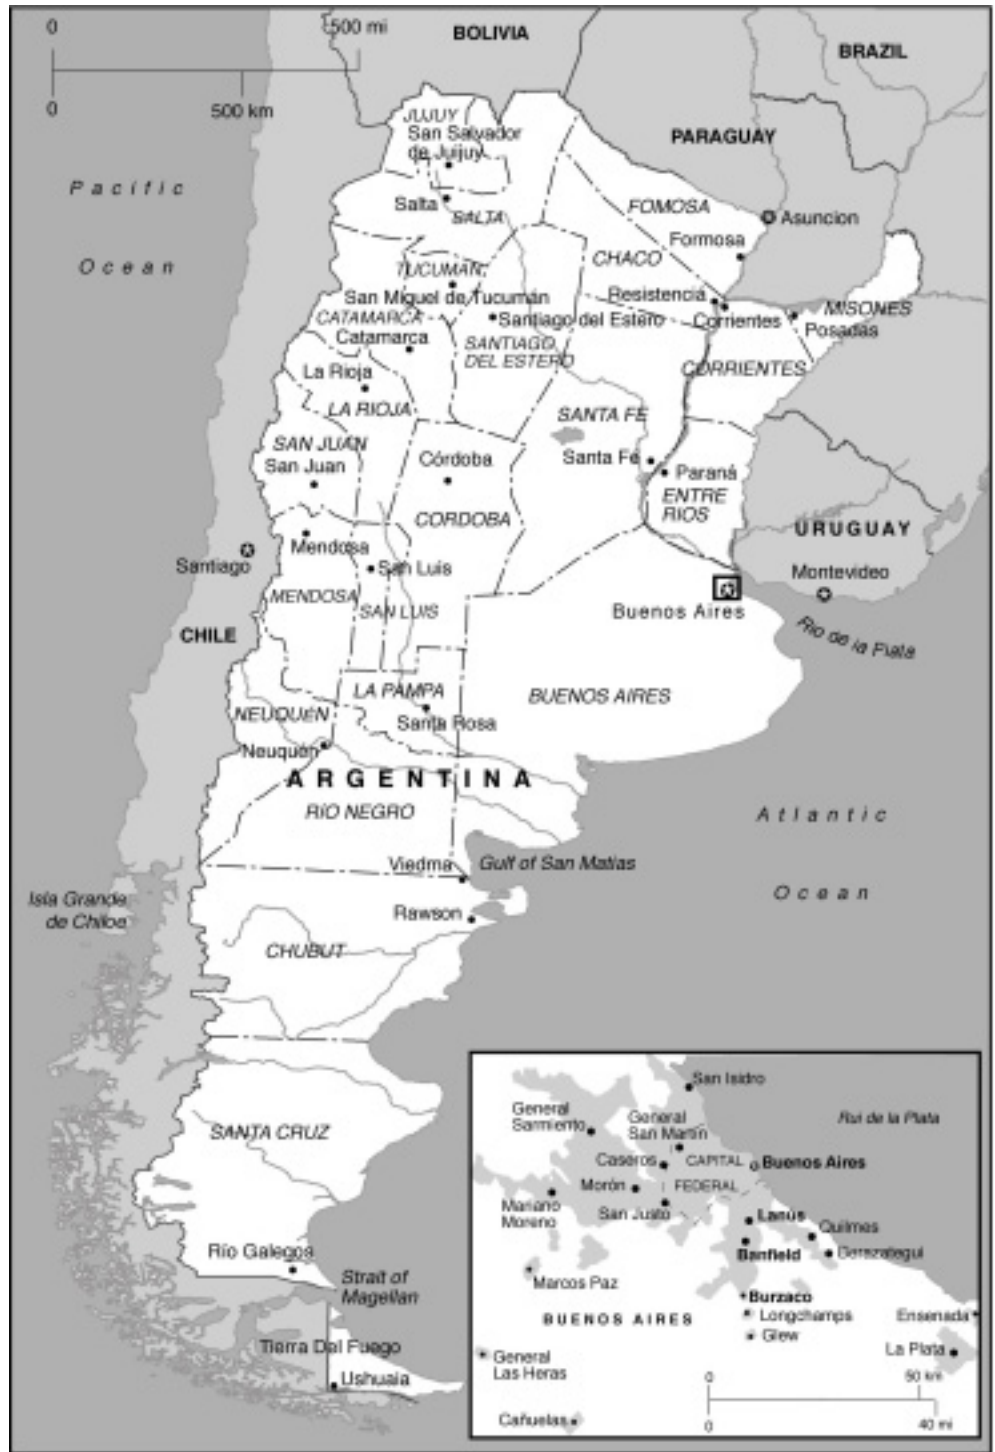 0
500 mi
0
500 km
BOLIVIA
BRAZIL
PARAGUAY
Pacific
Ocean
JUJUY
San Salvador
de Juijuy
Salta
SALTA
FOMOSA
Asuncion
Formosa
CHACO
TUCUMAN
San Miguel de Tucumán
Resistencia
MISONES
CATAMARCA
Santiago del Estero
Corrientes
Posadas
Catamarca
SANTIAGO
DEL ESTERO
La Rioja
CORRIENTES
LA RIOJA
SANTA FE
SAN JUAN
San Juan
Córdoba
Santa Fe
Paraná
CORDOBA
ENTRE
RIOS
URUGUAY
Mendosa
Santiago
San Luis
Montevideo
MENDOSA
SAN LUIS
Buenos Aires
Rio de la Plata
CHILE
LA PAMPA
BUENOS AIRES
NEUQUÉN
Santa Rosa
Neuquén
ARGENTINA
RIO NEGRO
Atlantic
Ocean
Viedma
Gulf of San Matias
Isla Grande
de Chiloe
Rawson
CHUBUT
SANTA CRUZ
Río Galegos
Strait of
Magellan
Tierra Del Fuego
Ushuaia
San Isidro
General
Sarmiento
General
San Martin
Rui de la Plata
Caseros
CAPITAL
Buenos Aires
Morón
FEDERAL
Mariano
Moreno
San Justo
Lanús
Quilmes
Banfield
Berazategui
Marcos Paz
Burzaco
BUENOS AIRES
Longchamps
Ensenada
Glew
La Plata
General
Las Heras
0
50 km
Cañuelas
0
40 mi